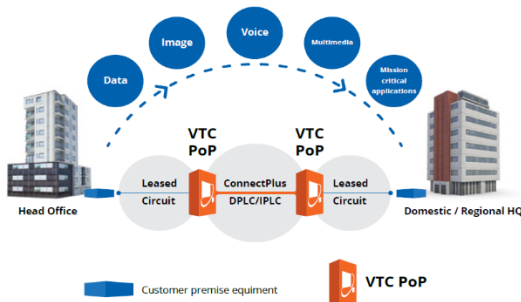 Voice
Image
Multimedia
Data
Mission
critical
applications
VTC
PoP
VTC
PoP
Leased
Circuit
ConnectPlus
DPLC/IPLC
Leased
Circuit
Head Office
Domestic / Regional HQ
Customer premise equiment
VTC PoP